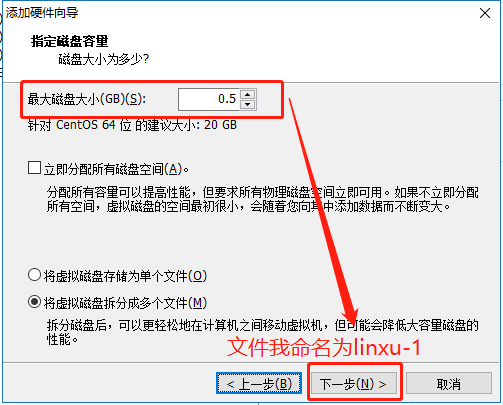 添加硬件向导
指定磁盘容量
磁盘大小为多少?
最大磁盘大小(GB)(S):
0.5
针对 CentOS 64 位 的建议大小: 20 GB
立即分配所有磁盘空间(A)。
分配所有容量可以提高性能，但要求所有物理磁盘空间立即可用。如果不立即分配
所有空间，虚拟磁盘的空间最初很小，会随着您向其中添加数据而不断变大。
将虚拟磁盘存储为单个文件(O)
将虚拟磁盘拆分成多个文件(M)
拆分磁盘后，可以更轻松地在计算机之间移动虚拟机，但可能会降低大容量磁盘的
性能。
文件我命名为linxu-1
< 上一步(B)
下一步(N) >
取消